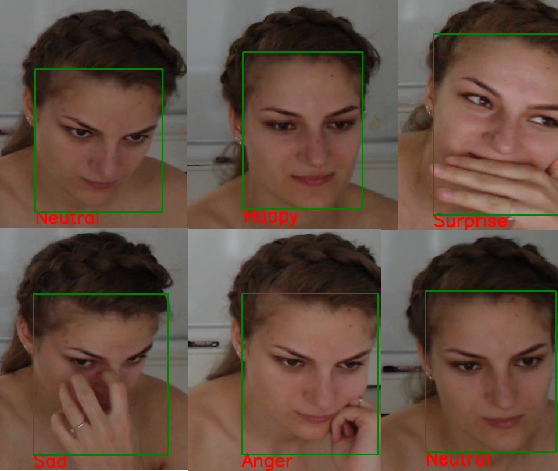 Neutral
Happy
Surprise
Sad
Anger
Neutral